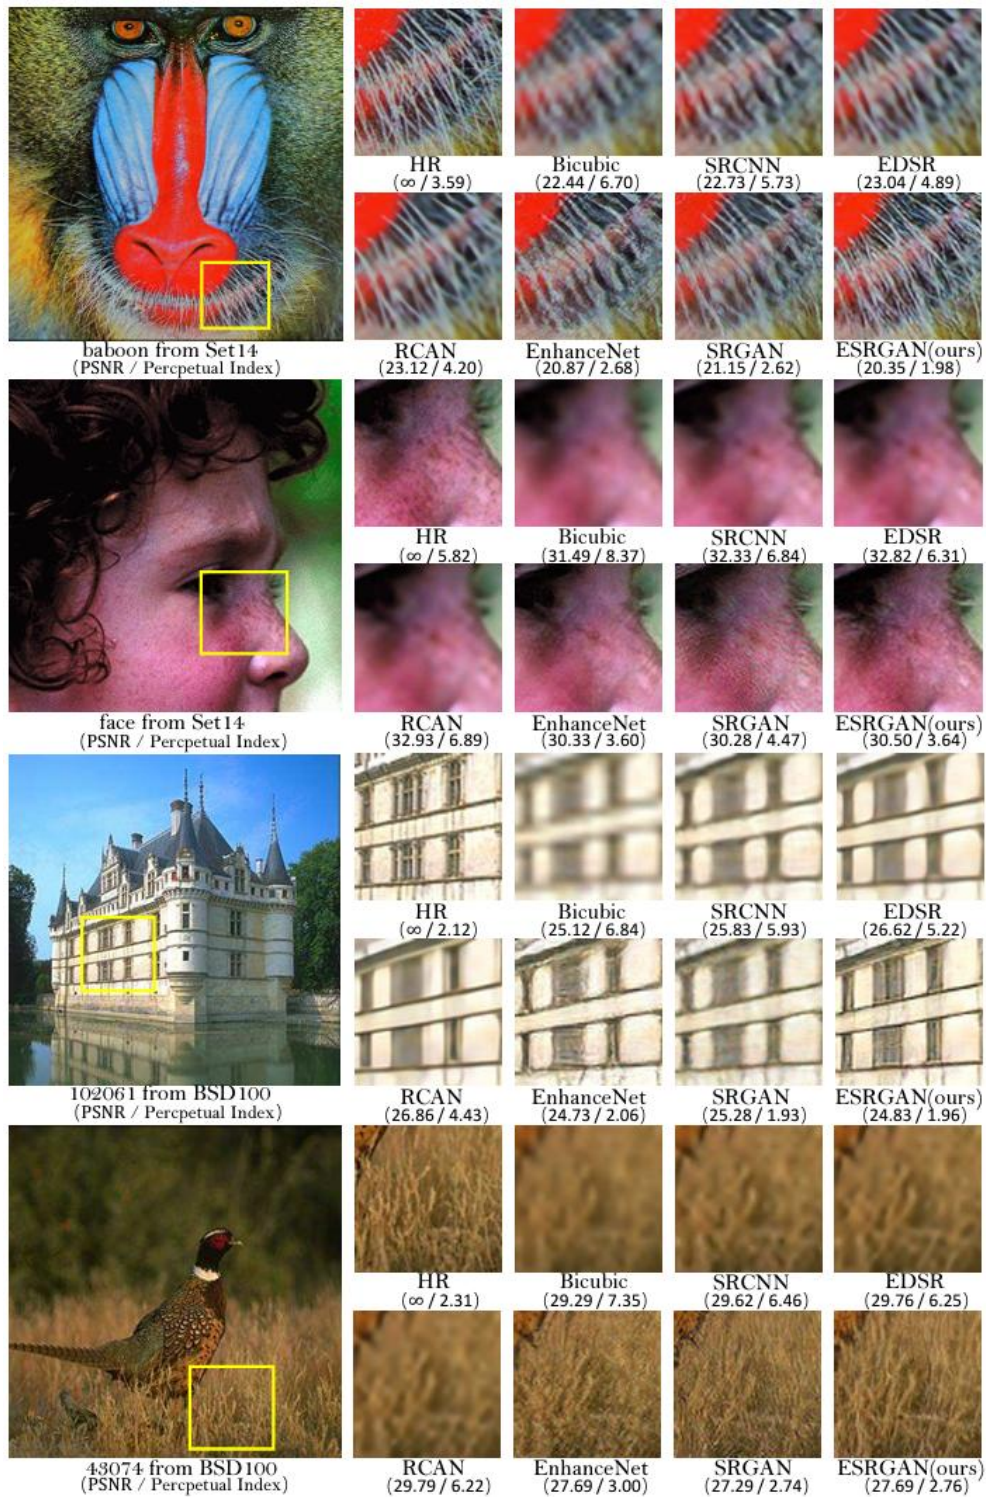 HR Bicubic SRCNN EDSR
(∞ / 3.59) (22.44 / 6.70) (22.73 / 5.73) (23.04 / 4.89)
baboon from Set14
(PSNR / Percpetual Index)
RCAN EnhanceNet SRGAN ESRGAN(ours)
(23.12 / 4.20) (20.87 / 2.68) (21.15 / 2.62) (20.35 / 1.98)
HR Bicubic SRCNN EDSR
(∞ / 5.82) (31.49 / 8.37) (32.33 / 6.84) (32.82 / 6.31)
face from Set14
(PSNR / Percpetual Index)
RCAN EnhanceNet SRGAN ESRGAN(ours)
(32.93 / 6.89) (30.33 / 3.60) (30.28 / 4.47) (30.50 / 3.64)
HR Bicubic SRCNN EDSR
(∞ / 2.12) (25.12 / 6.84) (25.83 / 5.93) (26.62 / 5.22)
102061 from BSD100
(PSNR / Percpetual Index)
RCAN EnhanceNet SRGAN ESRGAN(ours)
(26.86 / 4.43) (24.73 / 2.06) (25.28 / 1.93) (24.83 / 1.96)
HR Bicubic SRCNN EDSR
(∞ / 2.31) (29.29 / 7.35) (29.62 / 6.46) (29.76 / 6.25)
43074 from BSD100
(PSNR / Percpetual Index)
RCAN EnhanceNet SRGAN ESRGAN(ours)
(29.79 / 6.22) (27.69 / 3.00) (27.29 / 2.74) (27.69 / 2.76)